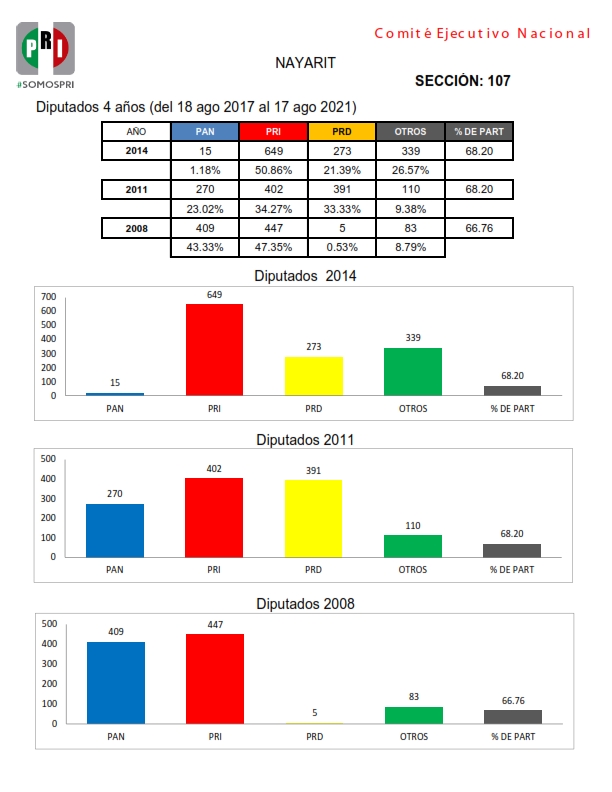 Comité Ejecutivo Nacional
PRI
#SOMOSPRI
NAYARIT
SECCIÓN: 107
Diputados 4 años (del 18 ago 2017 al 17 ago 2021)
AÑO PAN PRI PRD OTROS % DE PART
2014 15 649 273 339 68.20
1.18% 50.86% 21.39% 26.57%
2011 270 402 391 110 68.20
23.02% 34.27% 33.33% 9.38%
2008 409 447 5 83 66.76
43.33% 47.35% 0.53% 8.79%
Diputados 2014
700
600
500
400
300
200
100
0
15 649 273 339 68.20
PAN PRI PRD OTROS % DE PART
Diputados 2011
500
400
300
200
100
0
270 402 391 110 68.20
PAN PRI PRD OTROS % DE PART
Diputados 2008
500
400
300
200
100
0
409 447 5 83 66.76
PAN PRI PRD OTROS % DE PART